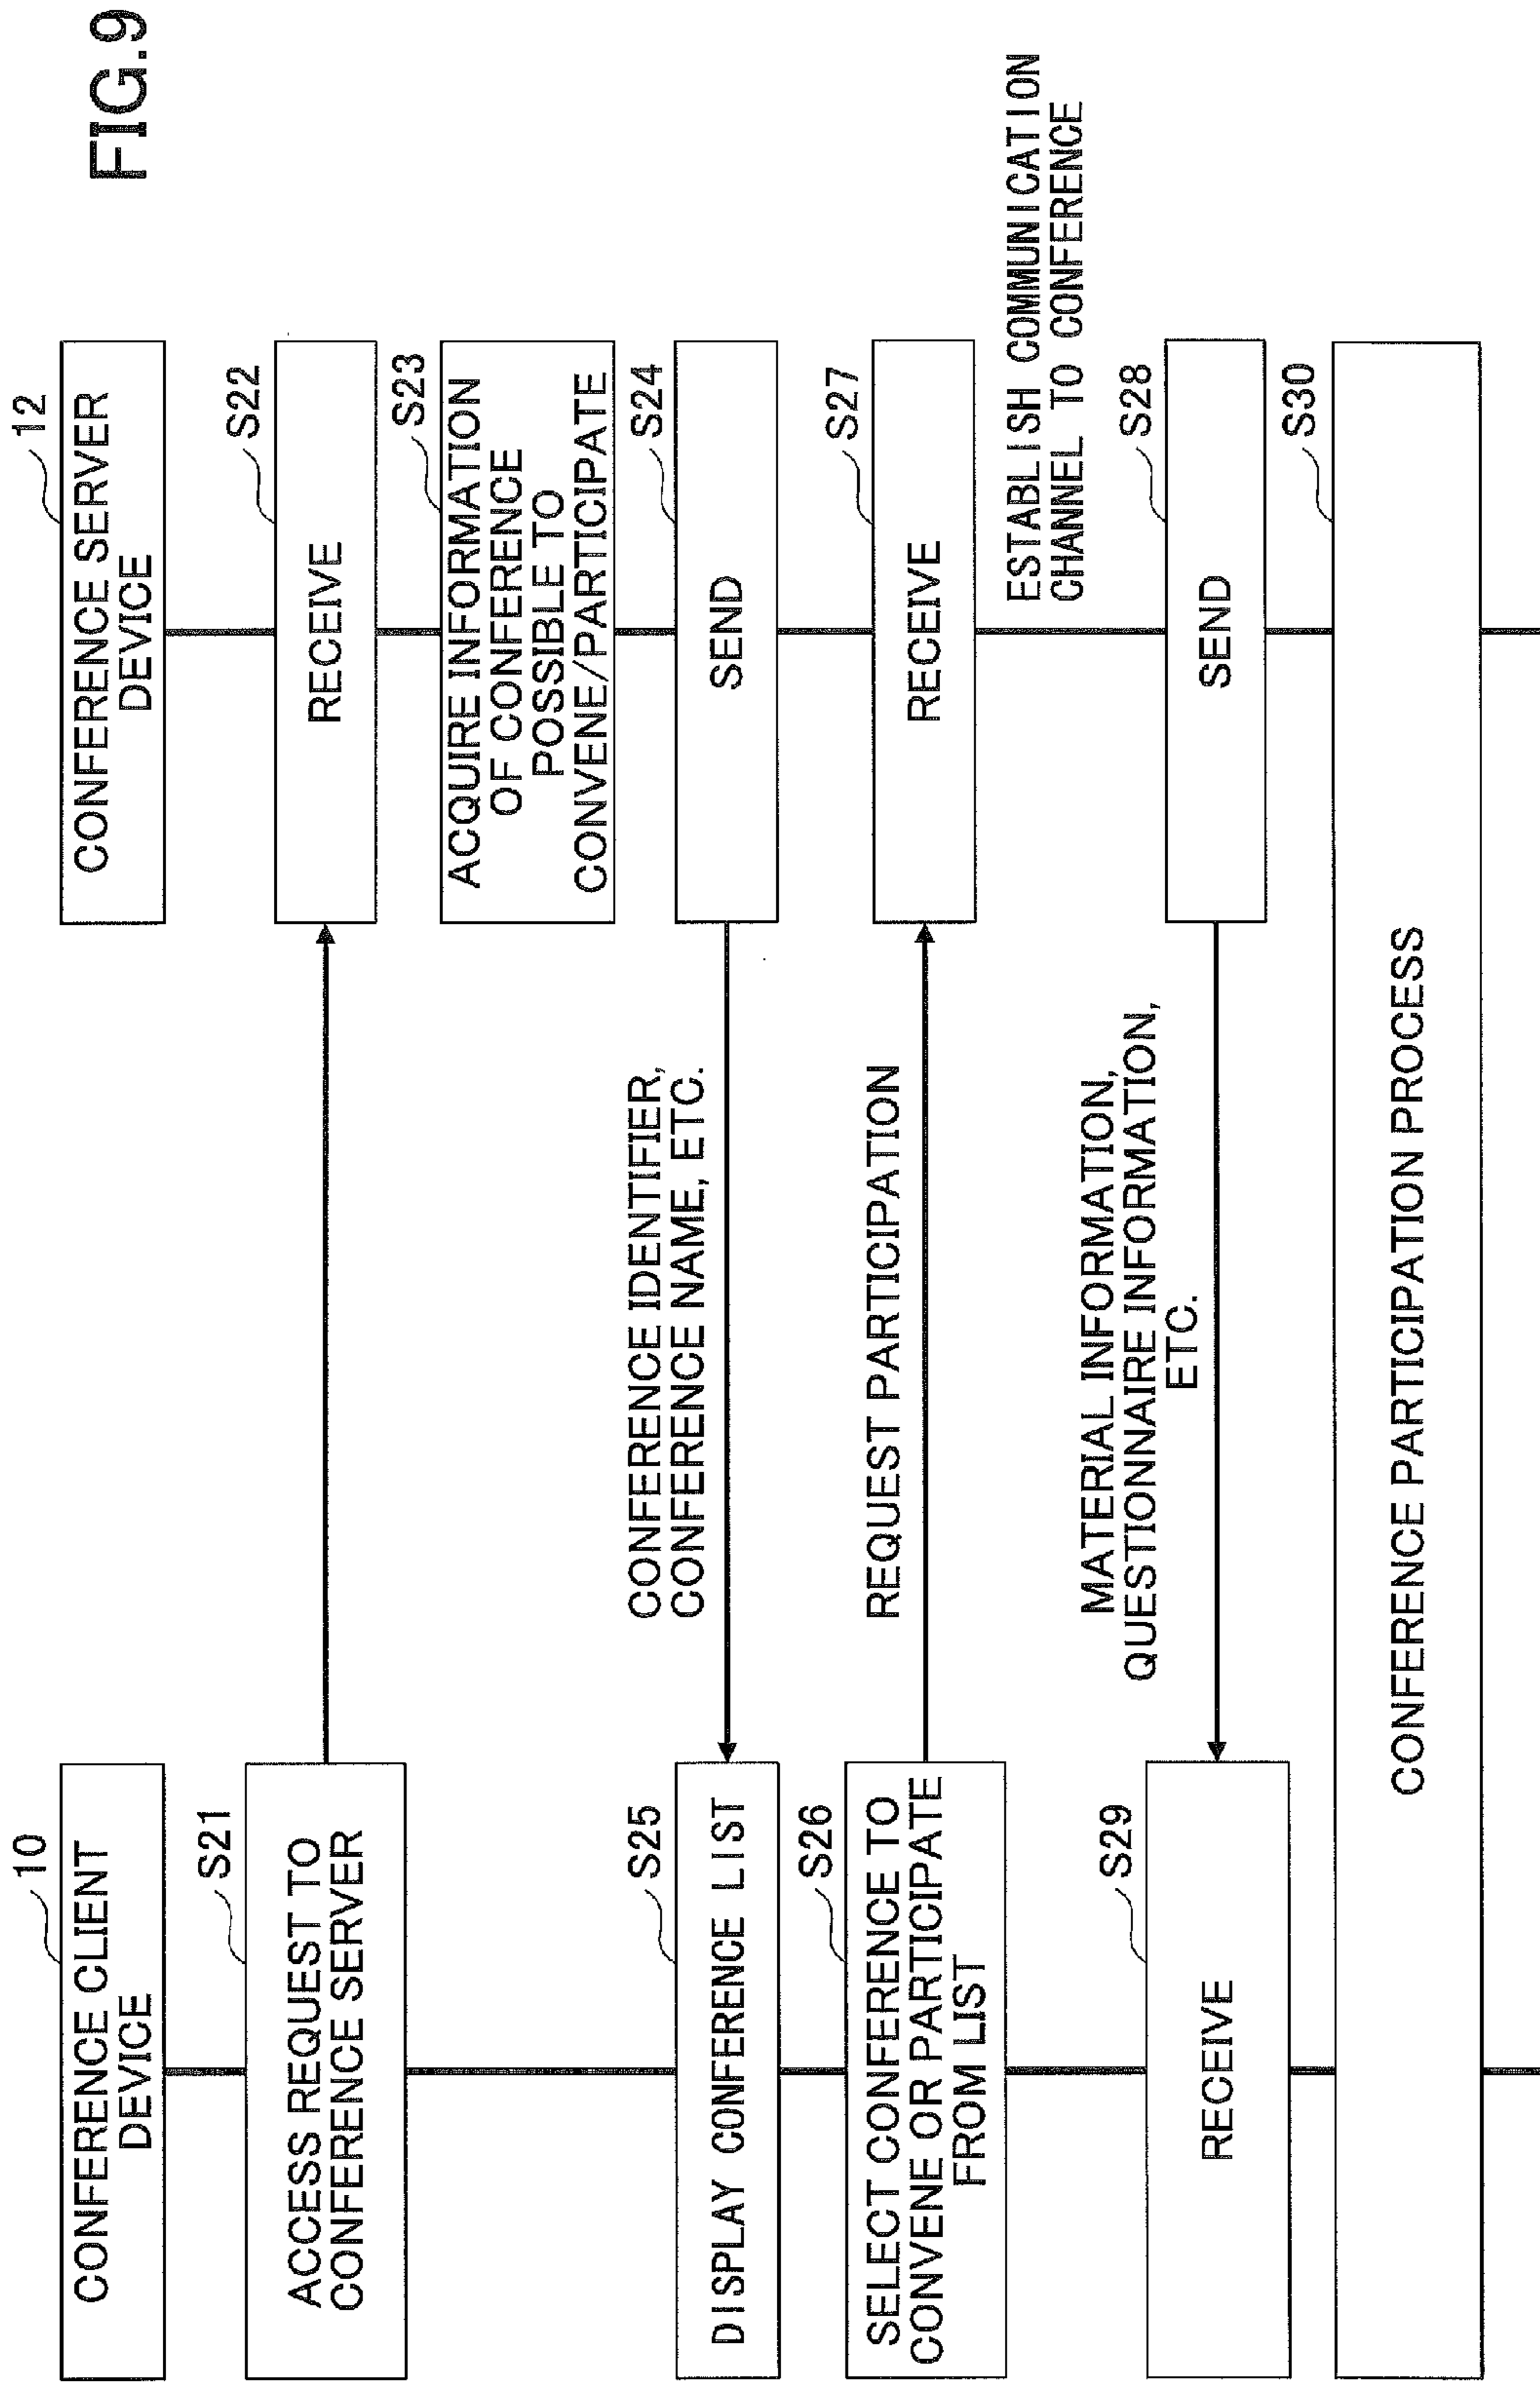 FIG.9
10
CONFERENCE CLIENT
DEVICE
12
CONFERENCE SERVER
DEVICE
S21
ACCESS REQUEST TO
CONFERENCE SERVER
S22
RECEIVE
S23
ACQUIRE INFORMATION
OF CONFERENCE
POSSIBLE TO
CONVENE/PARTICIPATE
S24
SEND
CONFERENCE IDENTIFIER,
CONFERENCE NAME, ETC.
S25
DISPLAY CONFERENCE LIST
S26
SELECT CONFERENCE TO
CONVENE OR PARTICIPATE
FROM LIST
REQUEST PARTICIPATION
S27
RECEIVE
ESTABLISH COMMUNICATION
CHANNEL TO CONFERENCE
S28
SEND
MATERIAL INFORMATION,
QUESTIONNAIRE INFORMATION,
ETC.
S29
RECEIVE
S30
CONFERENCE PARTICIPATION PROCESS